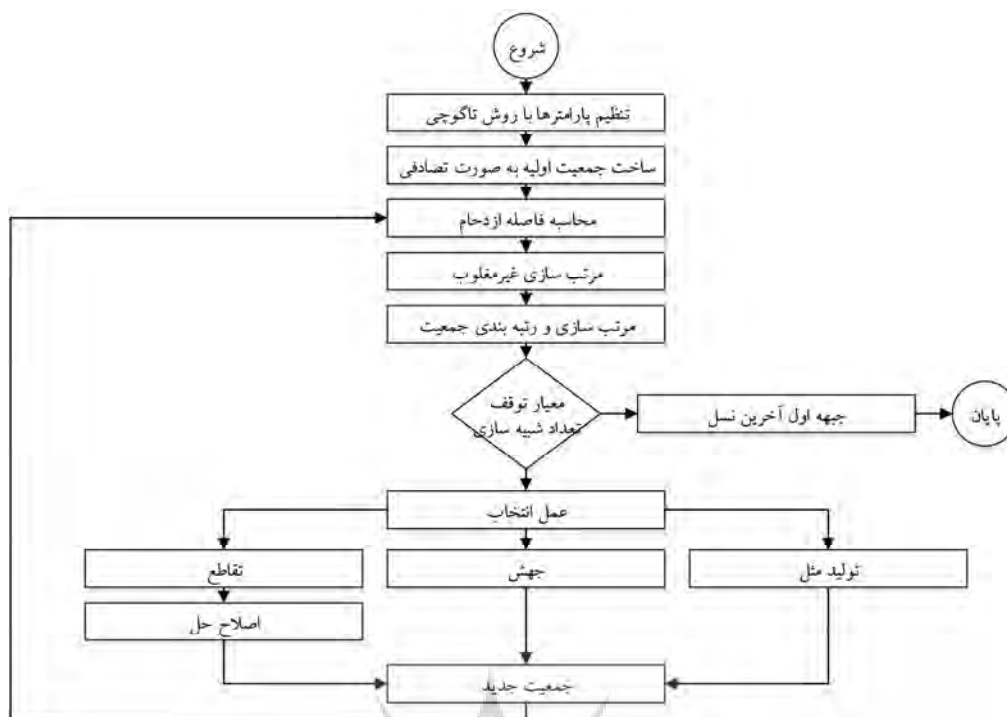 شروع
تنظیم پارامترها با روش تاگوچی
ساخت جمعیت اولیه به صورت تصادفی
محاسبه فاصله ازدحام
مرتب سازی غیرمغلوب
مرتب سازی و رتبه بندی جمعیت
معیار توقف
تعداد شبیه سازی
جبهه اول آخرین نسل
پایان
عمل انتخاب
تولید مثل
جهش
تقاطع
اصلاح حل
جمعیت جدید